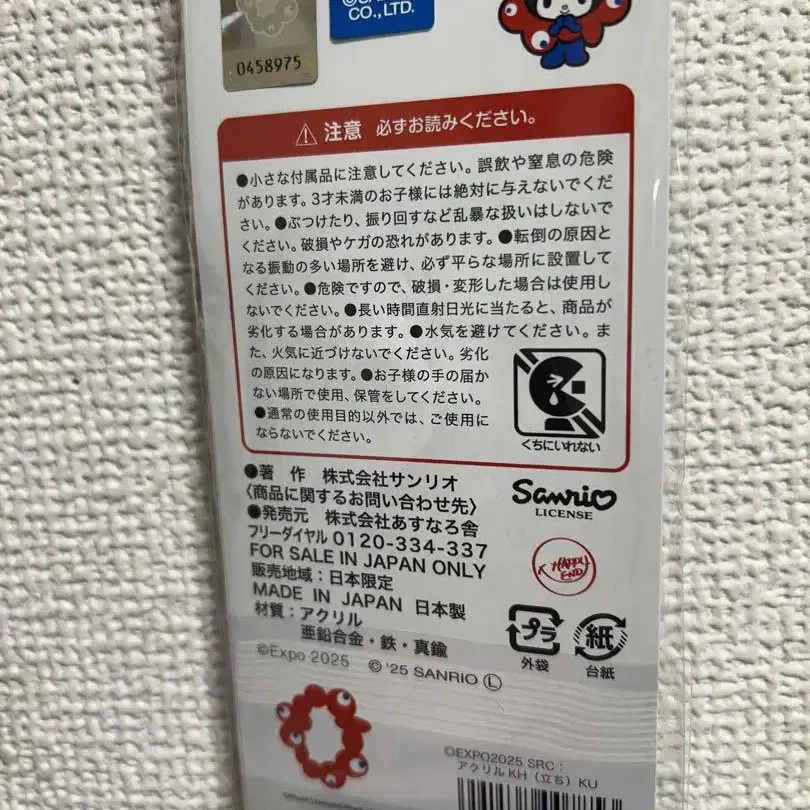 CO., LTD.
0458975
注意 必ずお読みください。
●小さな付属品に注意してください。誤飲や窒息の危険
があります。3才未満のお子様には絶対に与えないでくだ
さい。●ぶつけたり、振り回すなど乱暴な扱いはしないで
ください。破損やケガの恐れがあります。●転倒の原因と
なる振動の多い場所を避け、必ず平らな場所に設置して
ください。●危険ですので、破損・変形した場合は使用し
ないでください。●長い時間直射日光に当たると、商品が
劣化する場合があります。●水気を避けてください。ま
た、火気に近づけないでください。劣化
の原因になります。●お子様の手の届か
ない場所で使用、保管をしてください。
●通常の使用目的以外では、ご使用に
ならないでください。
くちにいれない
●著 作 株式会社サンリオ
〈商品に関するお問い合わせ先〉
●発売元 株式会社あすなろ舎
フリーダイヤル 0120-334-337
FOR SALE IN JAPAN ONLY
販売地域：日本限定
MADE IN JAPAN 日本製
材質：アクリル
亜鉛合金・鉄・真鍮
©Expo 2025 © '25 SANRIO Ⓛ
Sanrio
LICENSE
K HAPPY
END
プラ
外袋
紙
台紙
©EXPO2025 SRC：
アクリルKH（立ち）KU